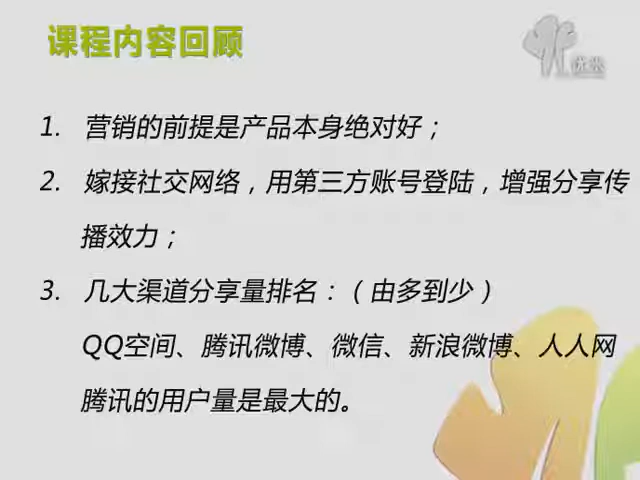 课程内容回顾
优米
1. 营销的前提是产品本身绝对好；
2. 嫁接社交网络，用第三方账号登陆，增强分享传
播效力；
3. 几大渠道分享量排名：（由多到少）
QQ空间、腾讯微博、微信、新浪微博、人人网
腾讯的用户量是最大的。